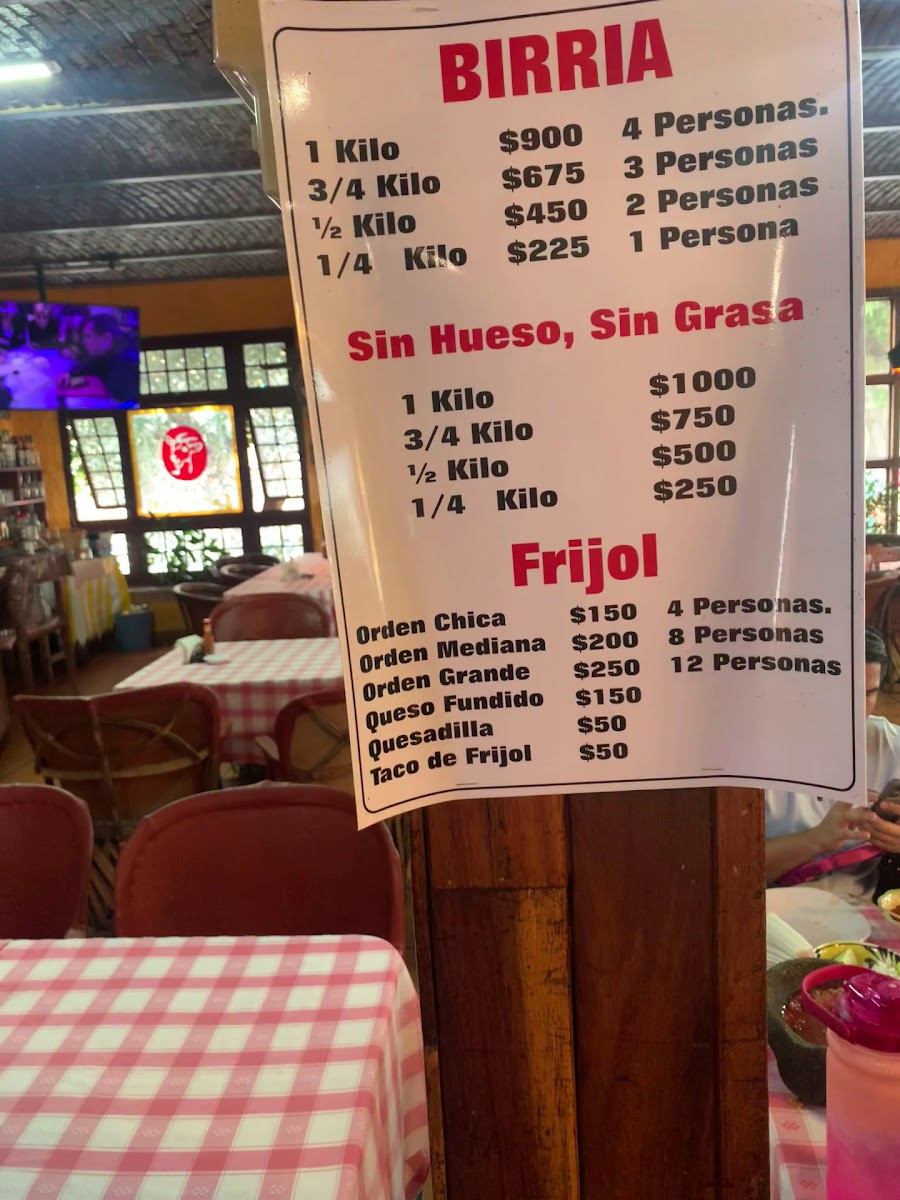 BIRRIA
1 Kilo $900 4 Personas.
3/4 Kilo $675 3 Personas
½ Kilo $450 2 Personas
1/4 Kilo $225 1 Persona
Sin Hueso, Sin Grasa
1 Kilo $1000
3/4 Kilo $750
½ Kilo $500
1/4 Kilo $250
Frijol
Orden Chica $150 4 Personas.
Orden Mediana $200 8 Personas
Orden Grande $250 12 Personas
Queso Fundido $150
Quesadilla $50
Taco de Frijol $50